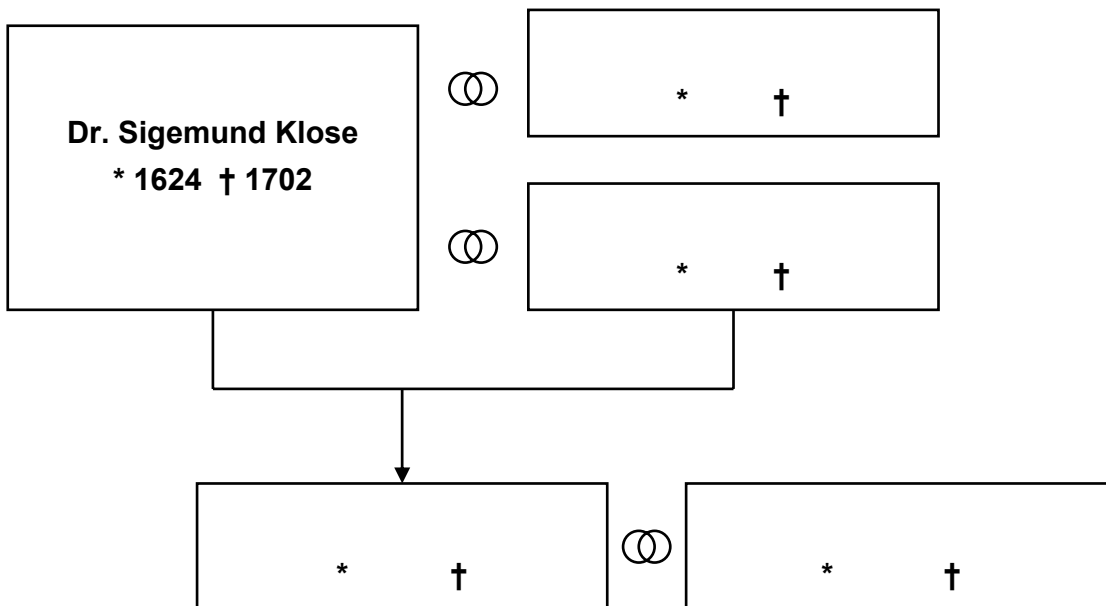 * †
Dr. Sigemund Klose
* 1624 † 1702
* †
* †
* †